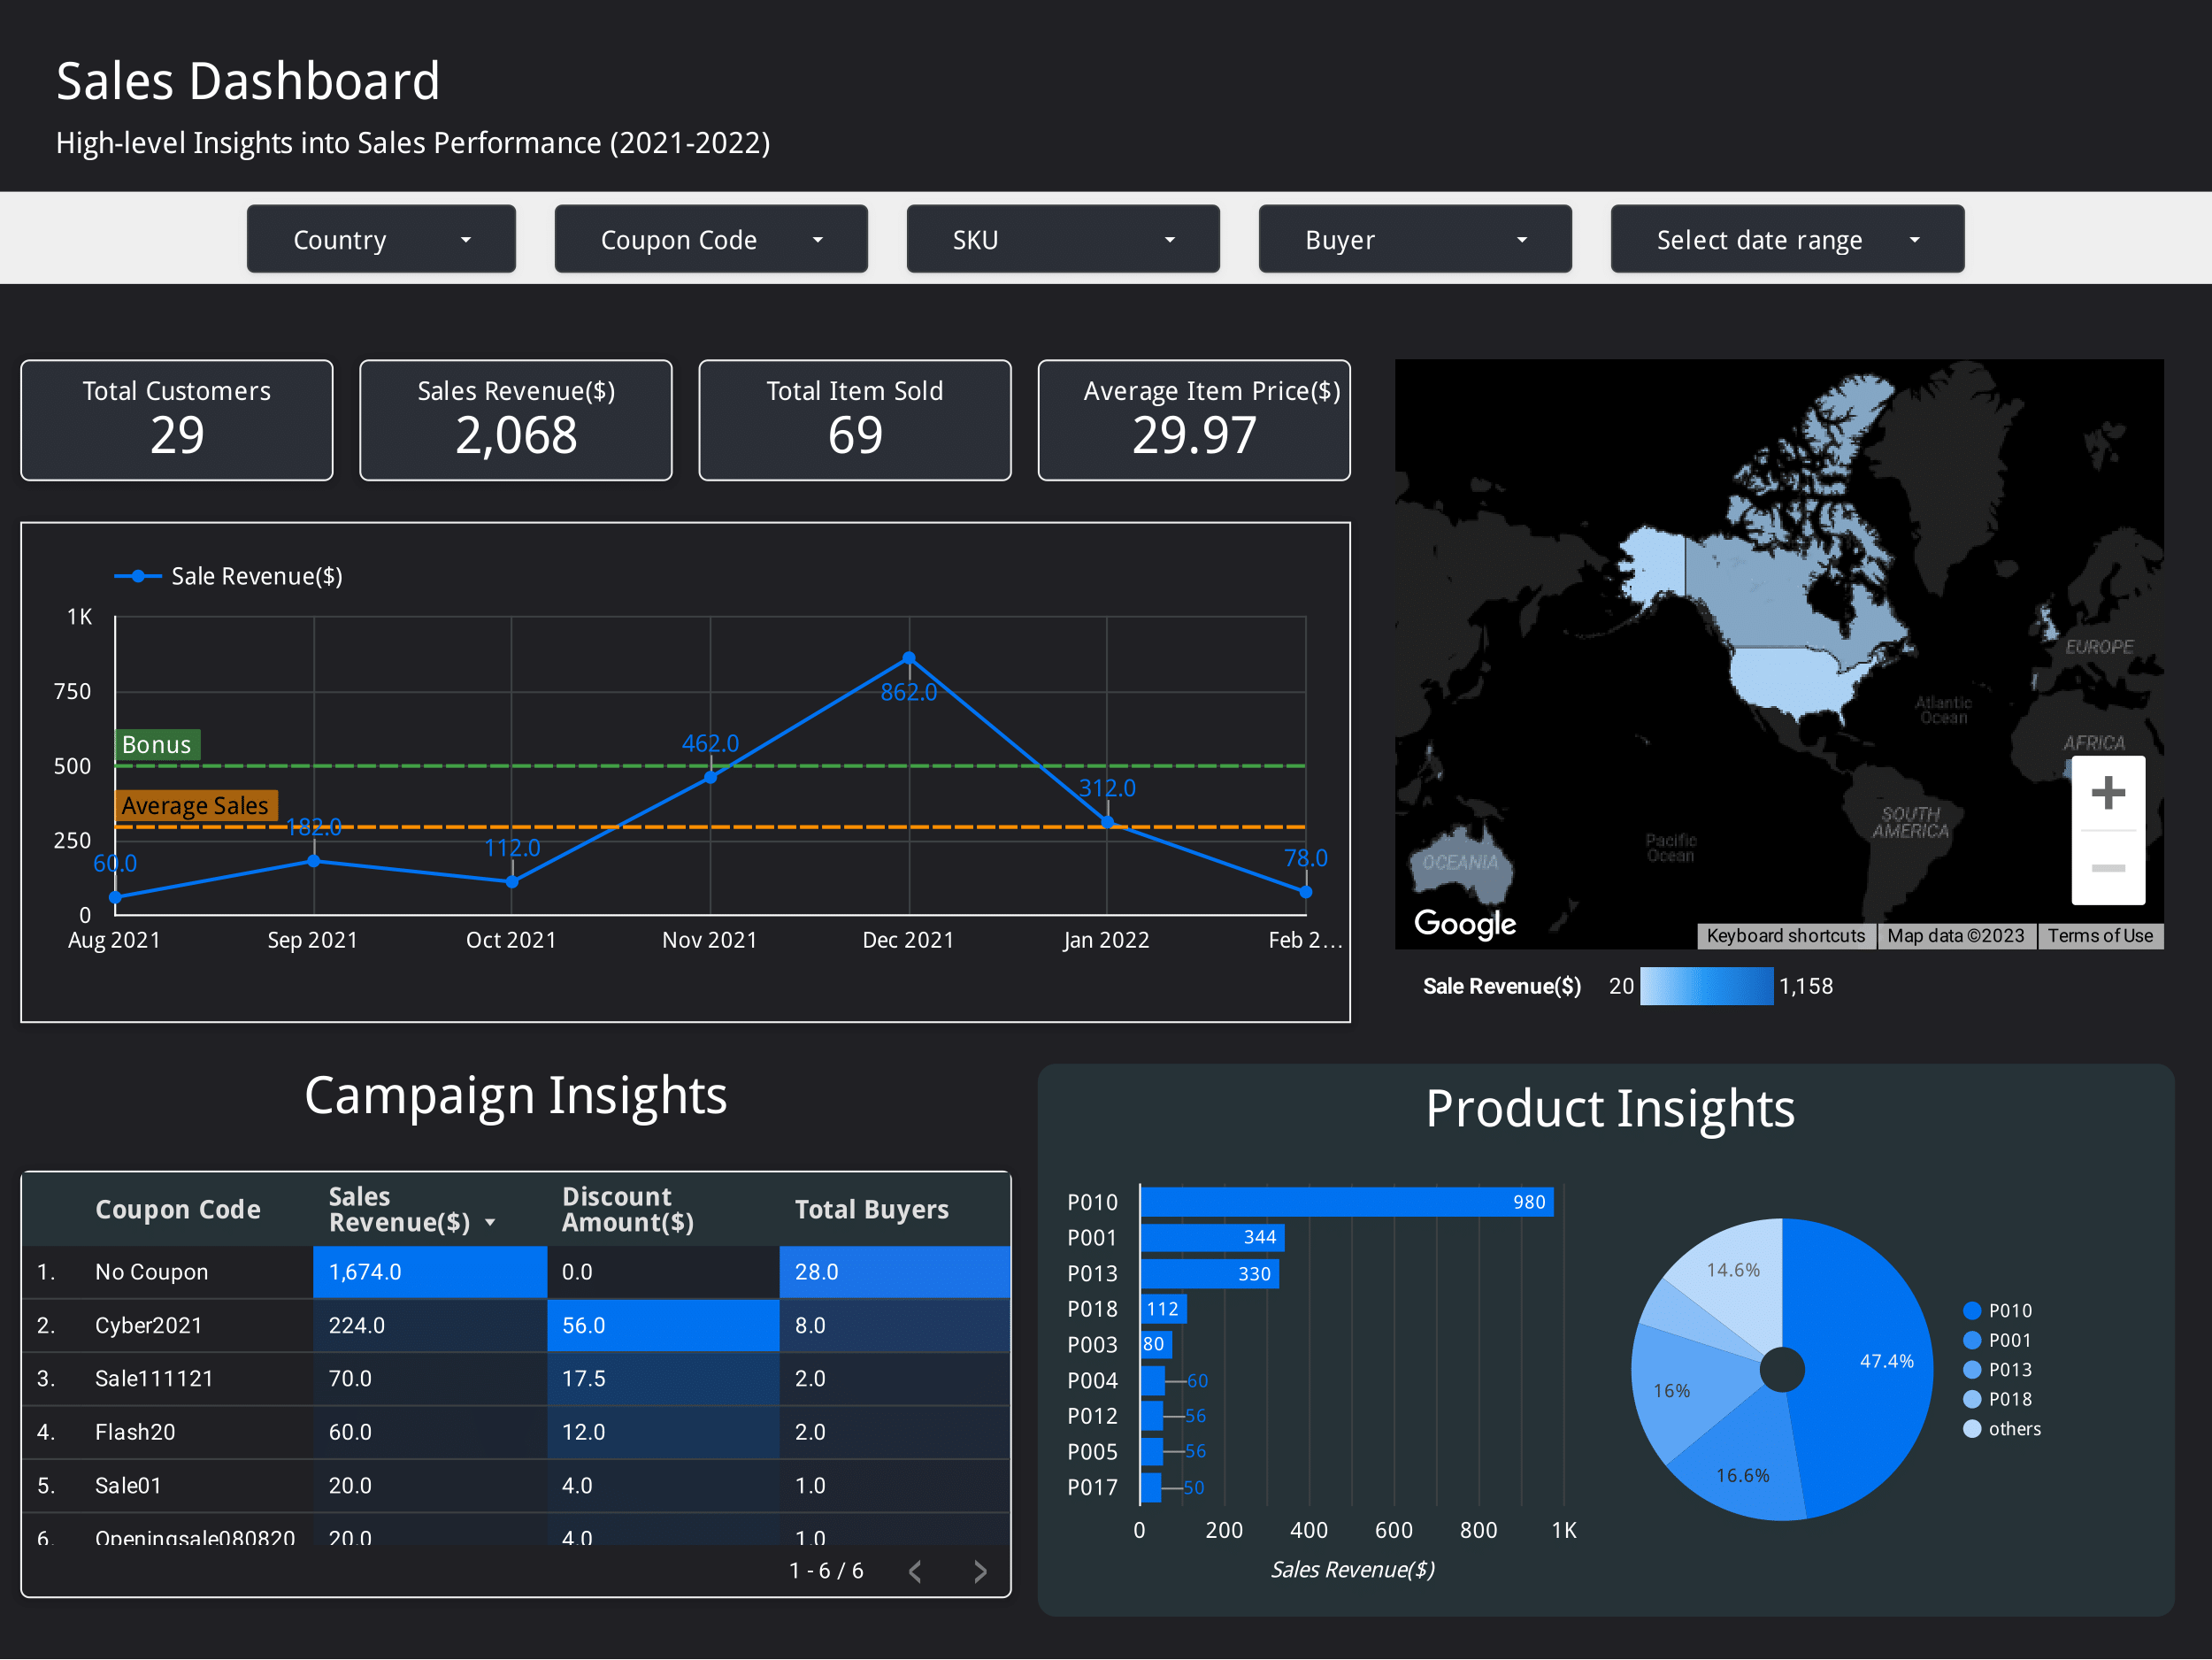 Sales Dashboard
High-level Insights into Sales Performance (2021-2022)
Country
Coupon Code
SKU
Buyer
Select date range
Total Customers
29
Sales Revenue($)
2,068
Total Item Sold
69
Average Item Price($)
29.97
Sale Revenue($)
1K
750
500
250
0
Bonus
Average Sales
60.0
182.0
112.0
462.0
862.0
312.0
78.0
Aug 2021
Sep 2021
Oct 2021
Nov 2021
Dec 2021
Jan 2022
Feb 2...
EUROPE
Atlantic
Ocean
AFRICA
SOUTH
AMERICA
Pacific
Ocean
OCEANIA
Google
Keyboard shortcuts
Map data ©2023
Terms of Use
Sale Revenue($) 20 1,158
Campaign Insights
Coupon Code
Sales
Revenue($)
Discount
Amount($)
Total Buyers
1. No Coupon 1,674.0 0.0 28.0
2. Cyber2021 224.0 56.0 8.0
3. Sale111121 70.0 17.5 2.0
4. Flash20 60.0 12.0 2.0
5. Sale01 20.0 4.0 1.0
6. Openingsale080820 20.0 4.0 1.0
1 - 6 / 6
Product Insights
P010 980
P001 344
P013 330
P018 112
P003 80
P004 60
P012 56
P005 56
P017 50
0 200 400 600 800 1K
Sales Revenue($)
14.6%
47.4%
16%
16.6%
P010
P001
P013
P018
others